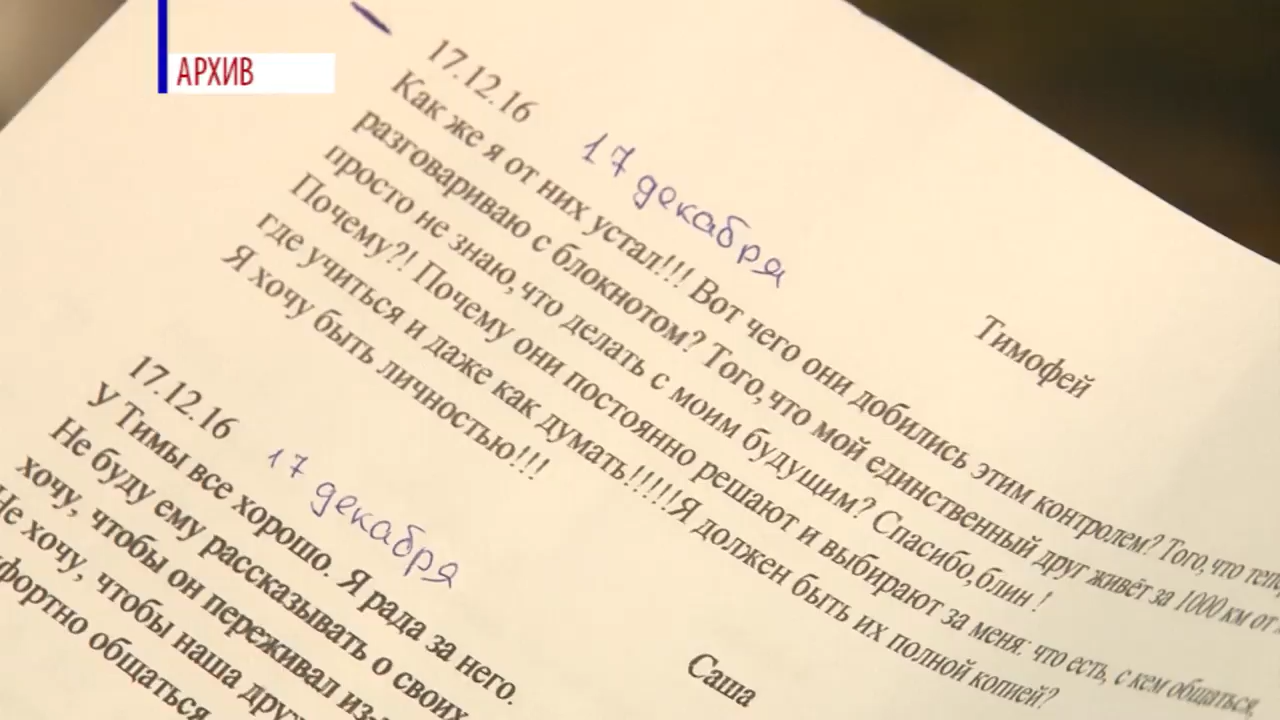 АРХИВ
Тимофей
17.12.16 17 декабря
Как же я от них устал!!! Вот чего они добились этим контролем? Того, что
разговариваю с блокнотом? Того, что мой единственный друг живёт за 1000 км от
просто не знаю, что делать с моим будущим? Спасибо, блин !
Почему?! Почему они постоянно решают и выбирают за меня: что есть, с кем общаться,
где учиться и даже как думать!!!!!Я должен быть их полной копией?
Я хочу быть личностью!!!
Саша
17.12.16 17 декабря
У Тимы все хорошо. Я рада за него.
Не буду ему рассказывать о своих
хочу, чтобы он переживал из-
Не хочу, чтобы наша
общаться